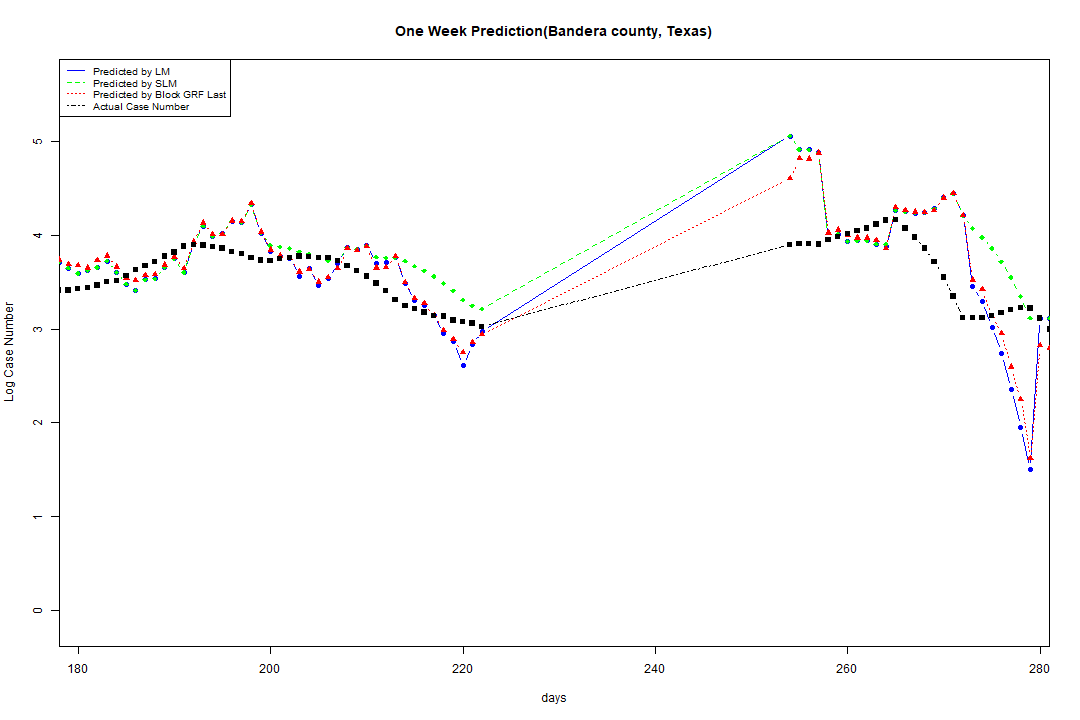 One Week Prediction(Bandera county, Texas)
Predicted by LM
Predicted by SLM
Predicted by Block GRF Last
Actual Case Number
5
4
3
2
1
0
Log Case Number
180 200 220 240 260 280
days